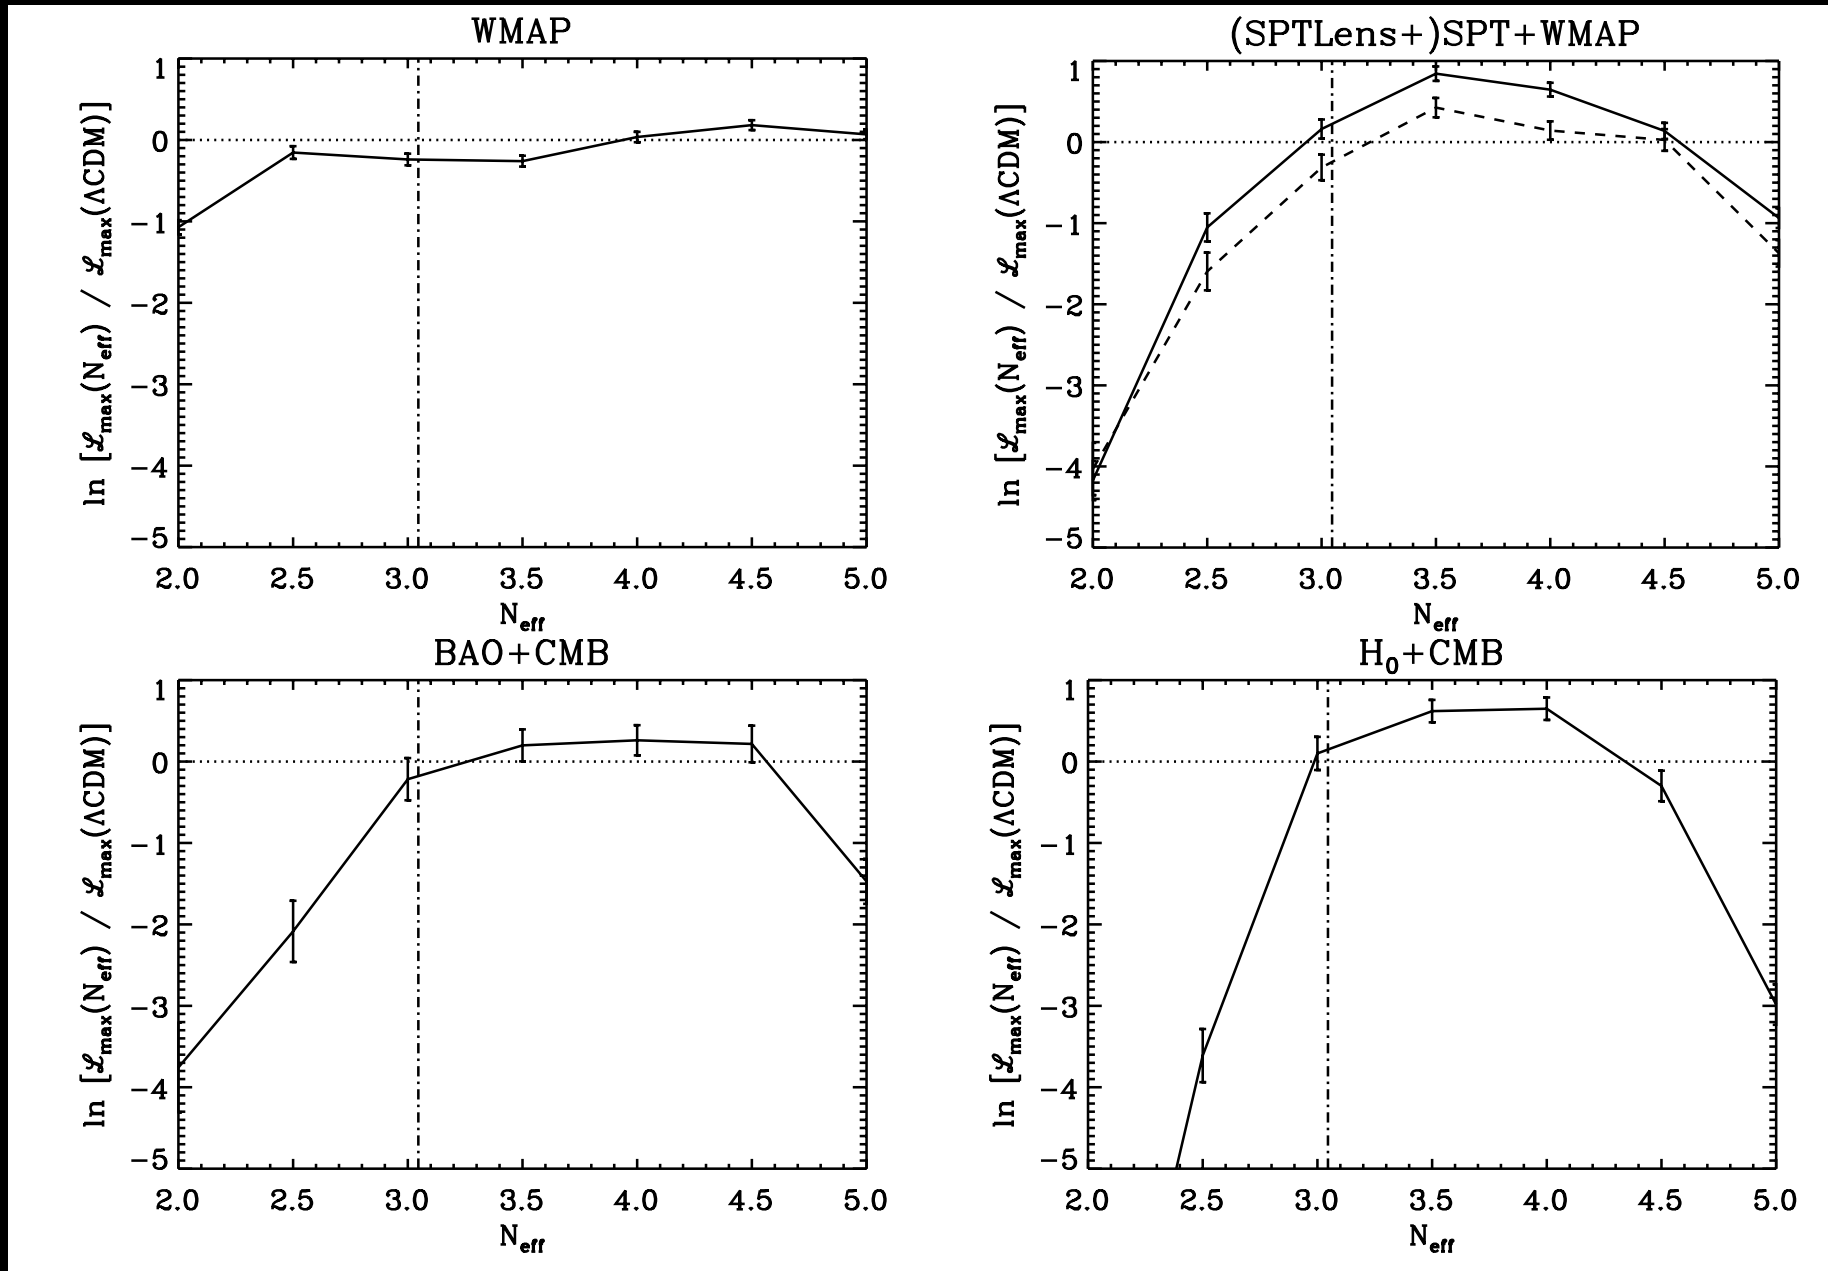 WMAP
ln [ℒmax(Neff) / ℒmax(ΛCDM)]
1
0
−1
−2
−3
−4
−5
2.0 2.5 3.0 3.5 4.0 4.5 5.0
Neff
(SPTLens+)SPT+WMAP
ln [ℒmax(Neff) / ℒmax(ΛCDM)]
1
0
−1
−2
−3
−4
−5
2.0 2.5 3.0 3.5 4.0 4.5 5.0
Neff
BAO+CMB
ln [ℒmax(Neff) / ℒmax(ΛCDM)]
1
0
−1
−2
−3
−4
−5
2.0 2.5 3.0 3.5 4.0 4.5 5.0
Neff
H0+CMB
ln [ℒmax(Neff) / ℒmax(ΛCDM)]
1
0
−1
−2
−3
−4
−5
2.0 2.5 3.0 3.5 4.0 4.5 5.0
Neff